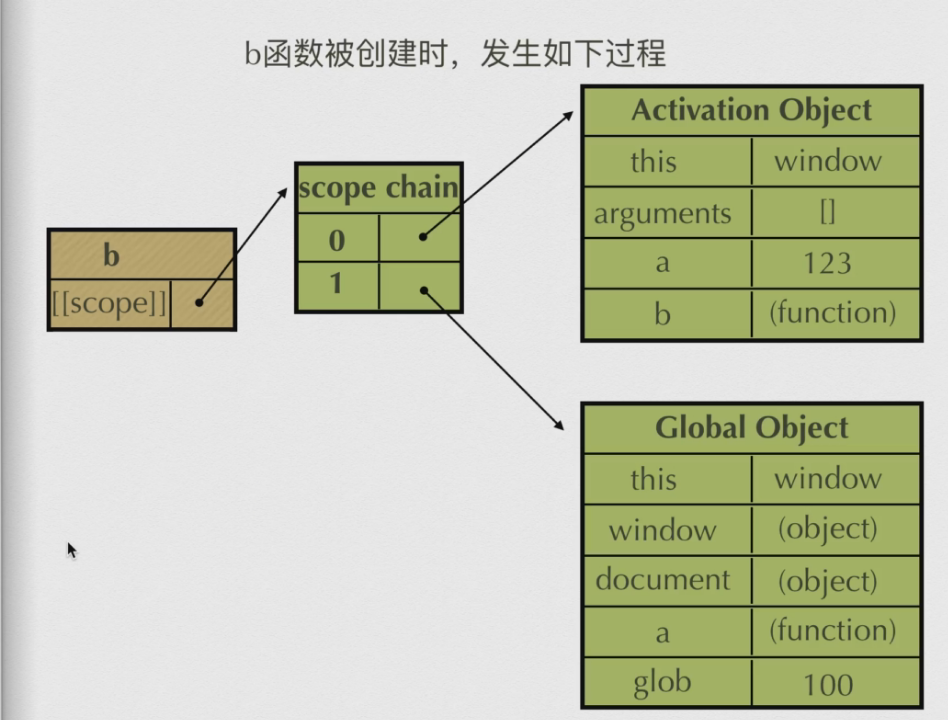 b函数被创建时，发生如下过程
b
[[scope]]
scope chain
0
1
Activation Object
this window
arguments []
a 123
b (function)
Global Object
this window
window (object)
document (object)
a (function)
glob 100